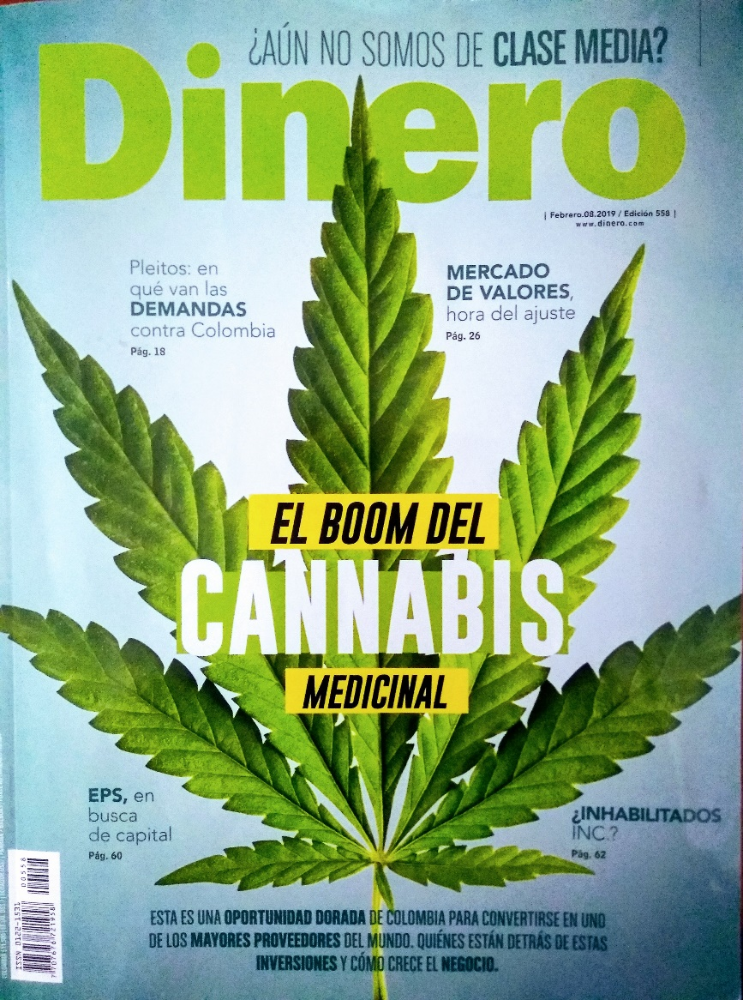 ¿AÚN NO SOMOS DE CLASE MEDIA?
Dinero
| Febrero.08.2019 / Edición 558 |
www.dinero.com
Pleitos: en
qué van las
DEMANDAS
contra Colombia
Pág. 18
MERCADO
DE VALORES,
hora del ajuste
Pág. 26
EL BOOM DEL
CANNABIS
MEDICINAL
EPS, en
busca
de capital
Pág. 60
¿INHABILITADOS
INC.?
Pág. 62
ESTA ES UNA OPORTUNIDAD DORADA DE COLOMBIA PARA CONVERTIRSE EN UNO
DE LOS MAYORES PROVEEDORES DEL MUNDO. QUIÉNES ESTÁN DETRÁS DE ESTAS
INVERSIONES Y CÓMO CRECE EL NEGOCIO.
ISSN 0122-1531
00558
7707676721958